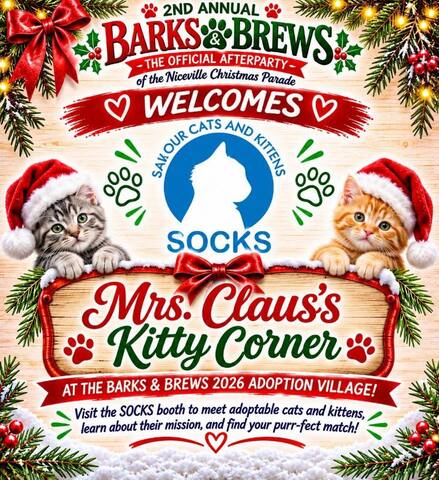 2ND ANNUAL
BARKS & BREWS
THE OFFICIAL AFTERPARTY
of the Niceville Christmas Parade
WELCOMES
SAK OUR CATS AND KITTENS
SOCKS
Mrs. Claus's
Kitty Corner
AT THE BARKS & BREWS 2026 ADOPTION VILLAGE!
Visit the SOCKS booth to meet adoptable cats and kittens,
learn about their mission, and find your purr-fect match!